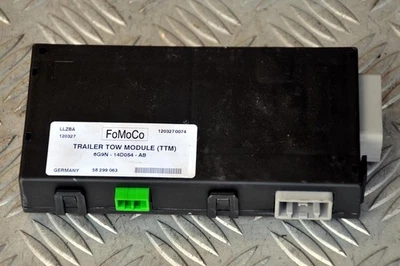 LLZBA
FoMoCo
1203270074
120327
TRAILER TOW MODULE (TTM)
6G9N - 14D084 - AB
GERMANY 58 299 063